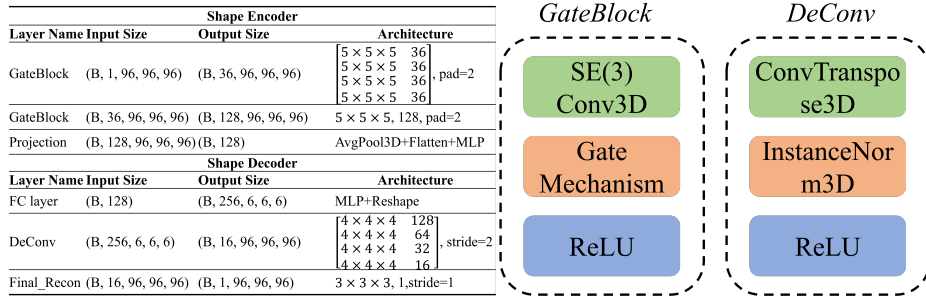 Shape Encoder
Layer Name Input Size Output Size Architecture
GateBlock (B, 1, 96, 96, 96) (B, 36, 96, 96, 96) [5 × 5 × 5 36
5 × 5 × 5 36
5 × 5 × 5 36
5 × 5 × 5 36], pad=2
GateBlock (B, 36, 96, 96, 96) (B, 128, 96, 96, 96) 5 × 5 × 5, 128, pad=2
Projection (B, 128, 96, 96, 96) (B, 128) AvgPool3D+Flatten+MLP
Shape Decoder
Layer Name Input Size Output Size Architecture
FC layer (B, 128) (B, 256, 6, 6, 6) MLP+Reshape
DeConv (B, 256, 6, 6, 6) (B, 16, 96, 96, 96) [4 × 4 × 4 128
4 × 4 × 4 64
4 × 4 × 4 32
4 × 4 × 4 16], stride=2
Final_Recon (B, 16, 96, 96, 96) (B, 1, 96, 96, 96) 3 × 3 × 3, 1,stride=1
GateBlock
SE(3)
Conv3D
Gate
Mechanism
ReLU
DeConv
ConvTranspo
se3D
InstanceNor
m3D
ReLU